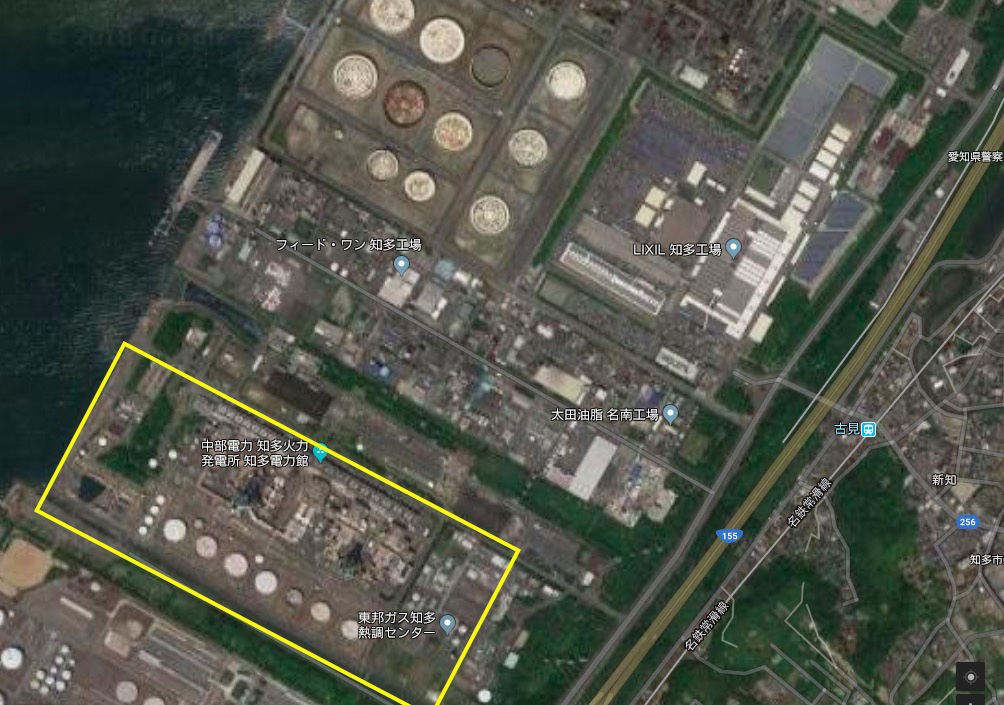 愛知県警察
フィード・ワン 知多工場
LIXIL 知多工場
太田油脂 名南工場
古見
中部電力 知多火力
発電所 知多電力館
新知
名鉄常滑線
256
155
知多市
東邦ガス知多
熱調センター
名鉄常滑線